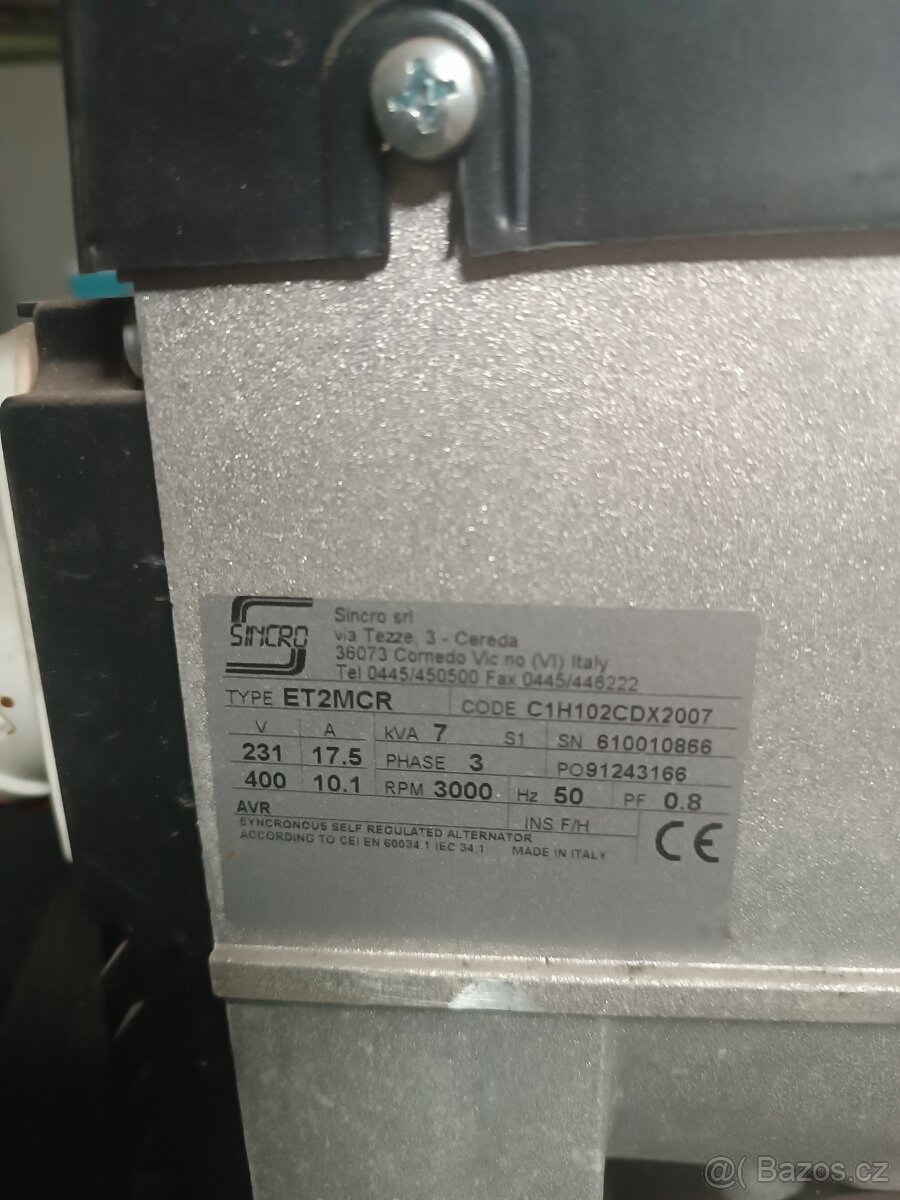 SINCRO
Sincro srl
via Tezze, 3 - Cereda
36073 Cornedo Vic no (VI) Italy
Tel 0445/450500 Fax 0445/446222
TYPE ET2MCR CODE C1H102CDX2007
V A kVA 7 S1 SN 610010866
231 17.5 PHASE 3 PO91243166
400 10.1 RPM 3000 Hz 50 PF 0.8
AVR INS F/H CE
SYNCRONOUS SELF REGULATED ALTERNATOR
ACCORDING TO CEI EN 60034.1 IEC 34.1 MADE IN ITALY
@( Bazos.cz